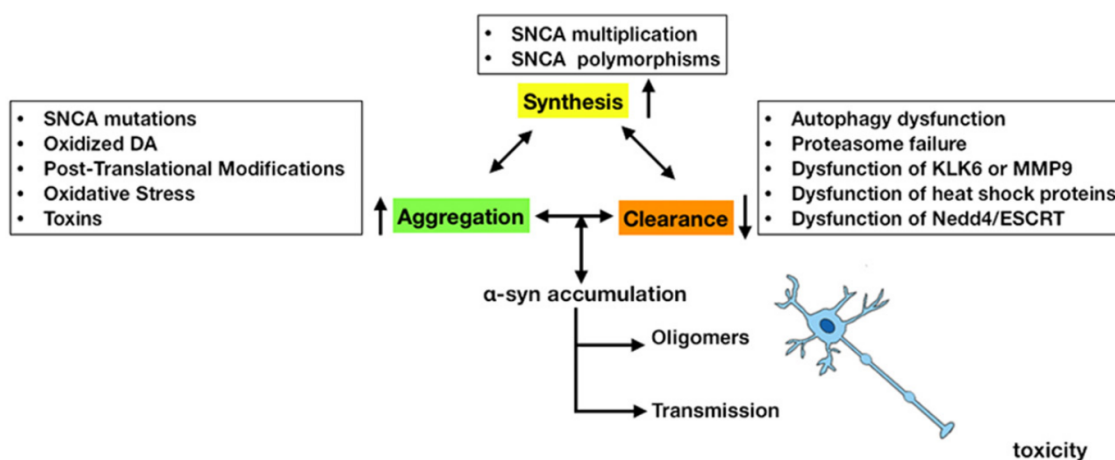 • SNCA multiplication
• SNCA polymorphisms
Synthesis
• SNCA mutations
• Oxidized DA
• Post-Translational Modifications
• Oxidative Stress
• Toxins
• Autophagy dysfunction
• Proteasome failure
• Dysfunction of KLK6 or MMP9
• Dysfunction of heat shock proteins
• Dysfunction of Nedd4/ESCRT
Aggregation
Clearance
α-syn accumulation
Oligomers
Transmission
toxicity